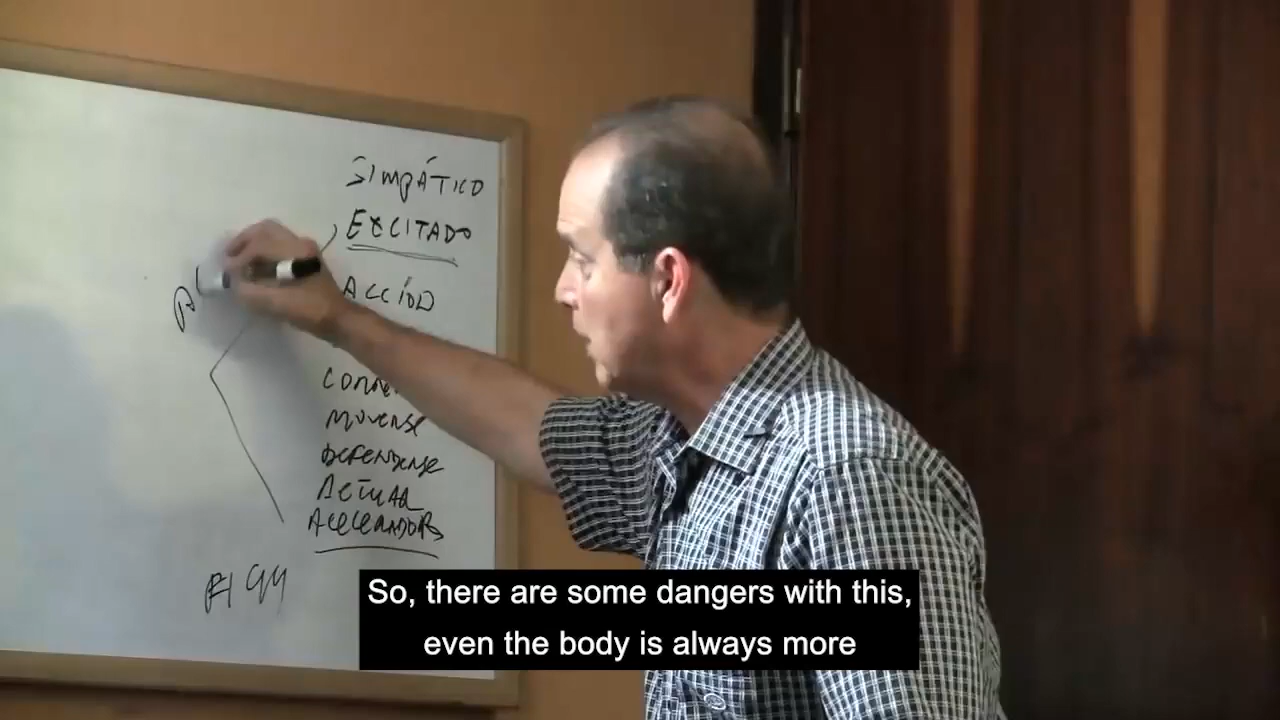 SIMPÁTICO
EXCITADO
ACCIÓN
MOVERSE
DEFENDERSE
ACTUAR
ACELERADOR
So, there are some dangers with this,
even the body is always more